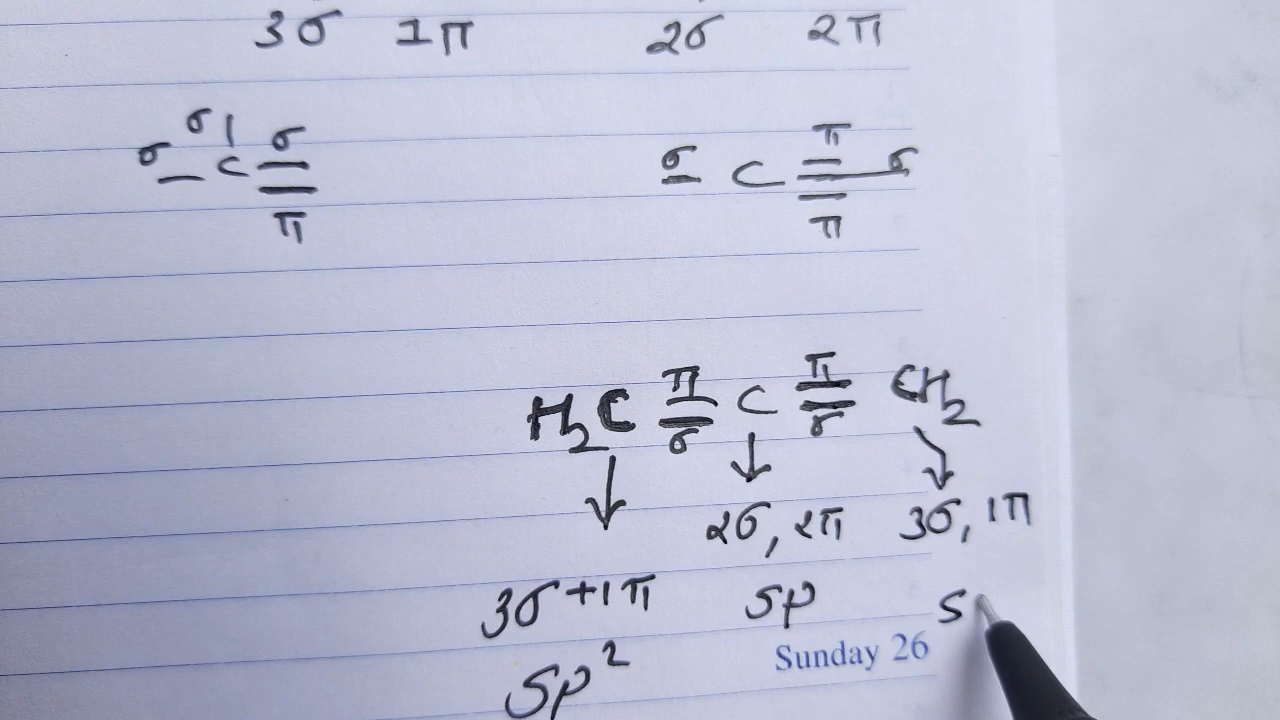 3σ 1π 2σ 2π
σ σ π
σ C σ C σ
π π
H₂C π C π CH₂
σ σ
2σ, 2π 3σ, 1π
3σ+1π sp s
Sunday 26
sp²